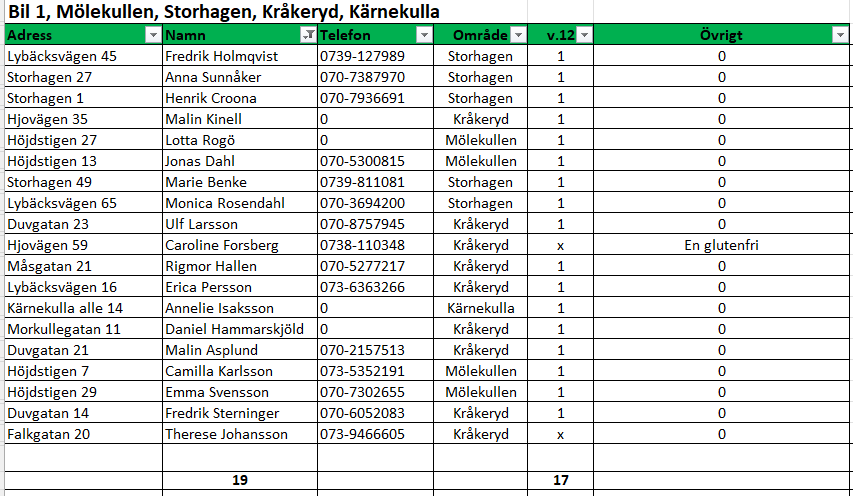 Bil 1, Mölekullen, Storhagen, Kråkeryd, Kärnekulla
Adress Namn Telefon Område v.12 Övrigt
Lybäcksvägen 45 Fredrik Holmqvist 0739-127989 Storhagen 1 0
Storhagen 27 Anna Sunnåker 070-7387970 Storhagen 1 0
Storhagen 1 Henrik Croona 070-7936691 Storhagen 1 0
Hjovägen 35 Malin Kinell 0 Kråkeryd 1 0
Höjdstigen 27 Lotta Rogö 0 Mölekullen 1 0
Höjdstigen 13 Jonas Dahl 070-5300815 Mölekullen 1 0
Storhagen 49 Marie Benke 0739-811081 Storhagen 1 0
Lybäcksvägen 65 Monica Rosendahl 070-3694200 Storhagen 1 0
Duvgatan 23 Ulf Larsson 070-8757945 Kråkeryd 1 0
Hjovägen 59 Caroline Forsberg 0738-110348 Kråkeryd x En glutenfri
Måsgatan 21 Rigmor Hallen 070-5277217 Kråkeryd 1 0
Lybäcksvägen 16 Erica Persson 073-6363266 Kråkeryd 1 0
Kärnekulla alle 14 Annelie Isaksson 0 Kärnekulla 1 0
Morkullegatan 11 Daniel Hammarskjöld 0 Kråkeryd 1 0
Duvgatan 21 Malin Asplund 070-2157513 Kråkeryd 1 0
Höjdstigen 7 Camilla Karlsson 073-5352191 Mölekullen 1 0
Höjdstigen 29 Emma Svensson 070-7302655 Mölekullen 1 0
Duvgatan 14 Fredrik Sterninger 070-6052083 Kråkeryd 1 0
Falkgatan 20 Therese Johansson 073-9466605 Kråkeryd x 0
19 17